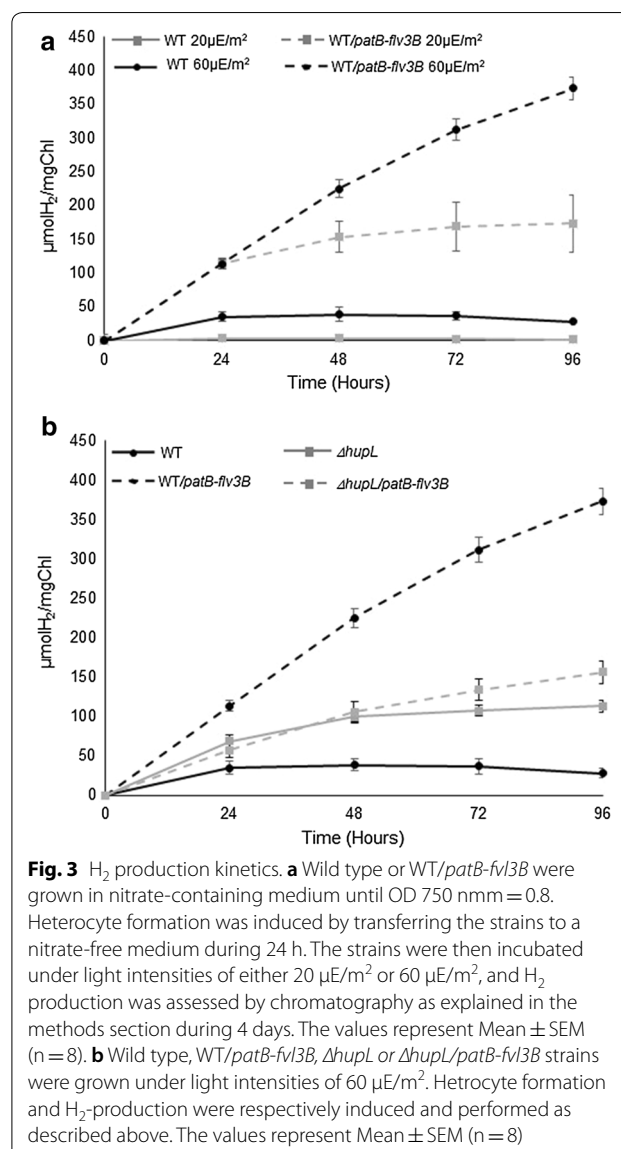 a
WT 20µE/m² WT/patB-flv3B 20µE/m²
WT 60µE/m² WT/patB-flv3B 60µE/m²
450
400
350
300
250
200
150
100
50
0
µmolH₂/mgChl
0 24 48 72 96
Time (Hours)
b
WT ΔhupL
WT/patB-flv3B ΔhupL/patB-flv3B
450
400
350
300
250
200
150
100
50
0
µmolH₂/mgChl
0 24 48 72 96
Time (Hours)
Fig. 3 H₂ production kinetics. a Wild type or WT/patB-fvl3B were
grown in nitrate-containing medium until OD 750 nmm = 0.8.
Heterocyte formation was induced by transferring the strains to a
nitrate-free medium during 24 h. The strains were then incubated
under light intensities of either 20 µE/m² or 60 µE/m², and H₂
production was assessed by chromatography as explained in the
methods section during 4 days. The values represent Mean ± SEM
(n = 8). b Wild type, WT/patB-fvl3B, ΔhupL or ΔhupL/patB-fvl3B strains
were grown under light intensities of 60 µE/m². Hetrocyte formation
and H₂-production were respectively induced and performed as
described above. The values represent Mean ± SEM (n = 8)